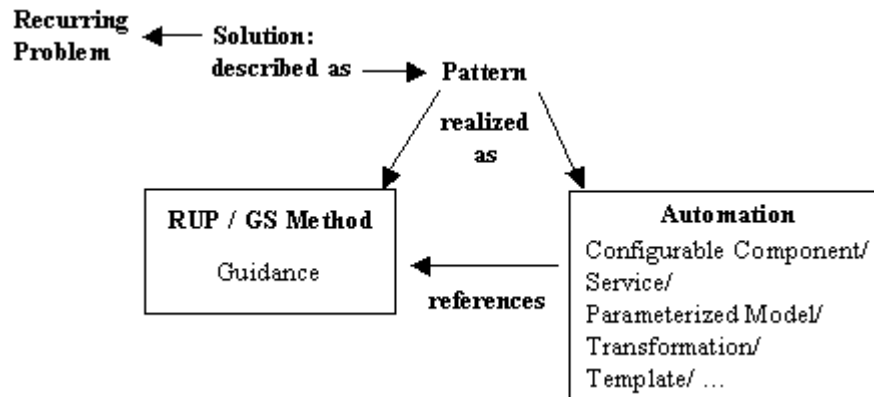 Recurring
Problem
Solution:
described as
Pattern
realized
as
RUP / GS Method
Guidance
references
Automation
Configurable Component/
Service/
Parameterized Model/
Transformation/
Template/ ...